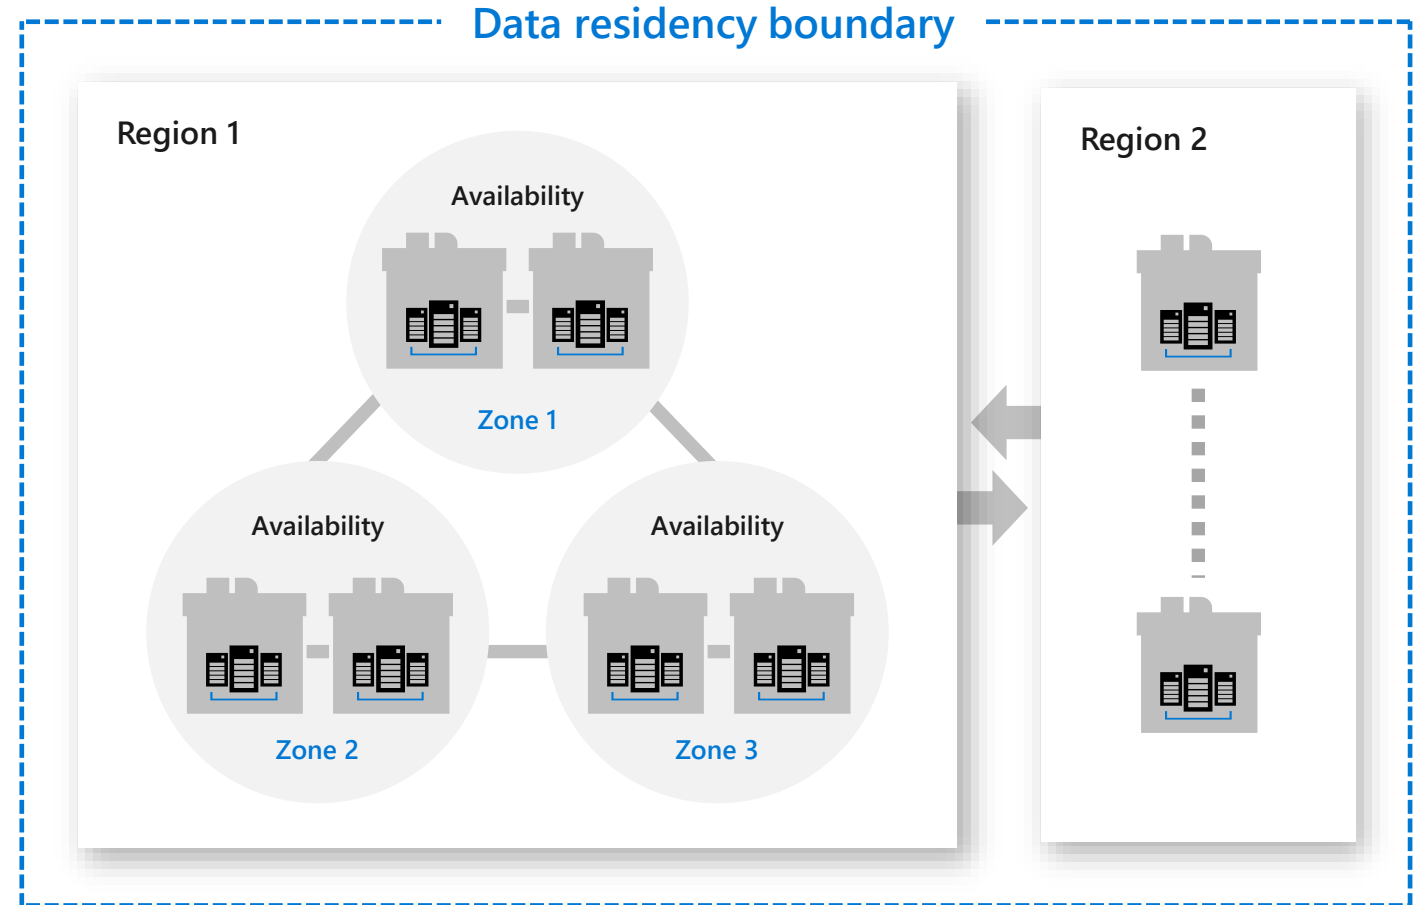 Data residency boundary
Region 1
Availability
Zone 1
Availability
Zone 2
Availability
Zone 3
Region 2